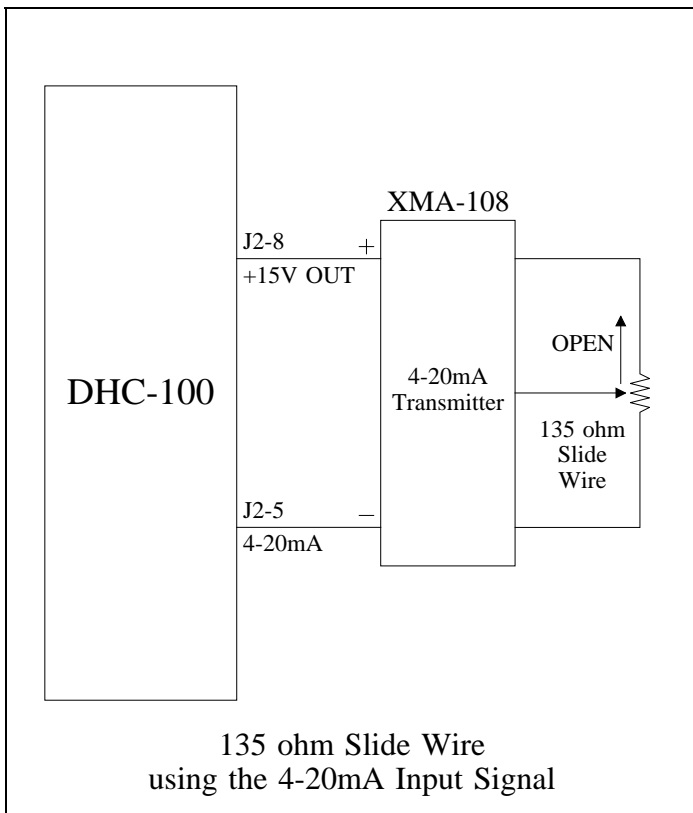 XMA-108
J2-8
+
+15V OUT
OPEN
DHC-100
4-20mA
Transmitter
135 ohm
Slide
Wire
J2-5
−
4-20mA
135 ohm Slide Wire
using the 4-20mA Input Signal